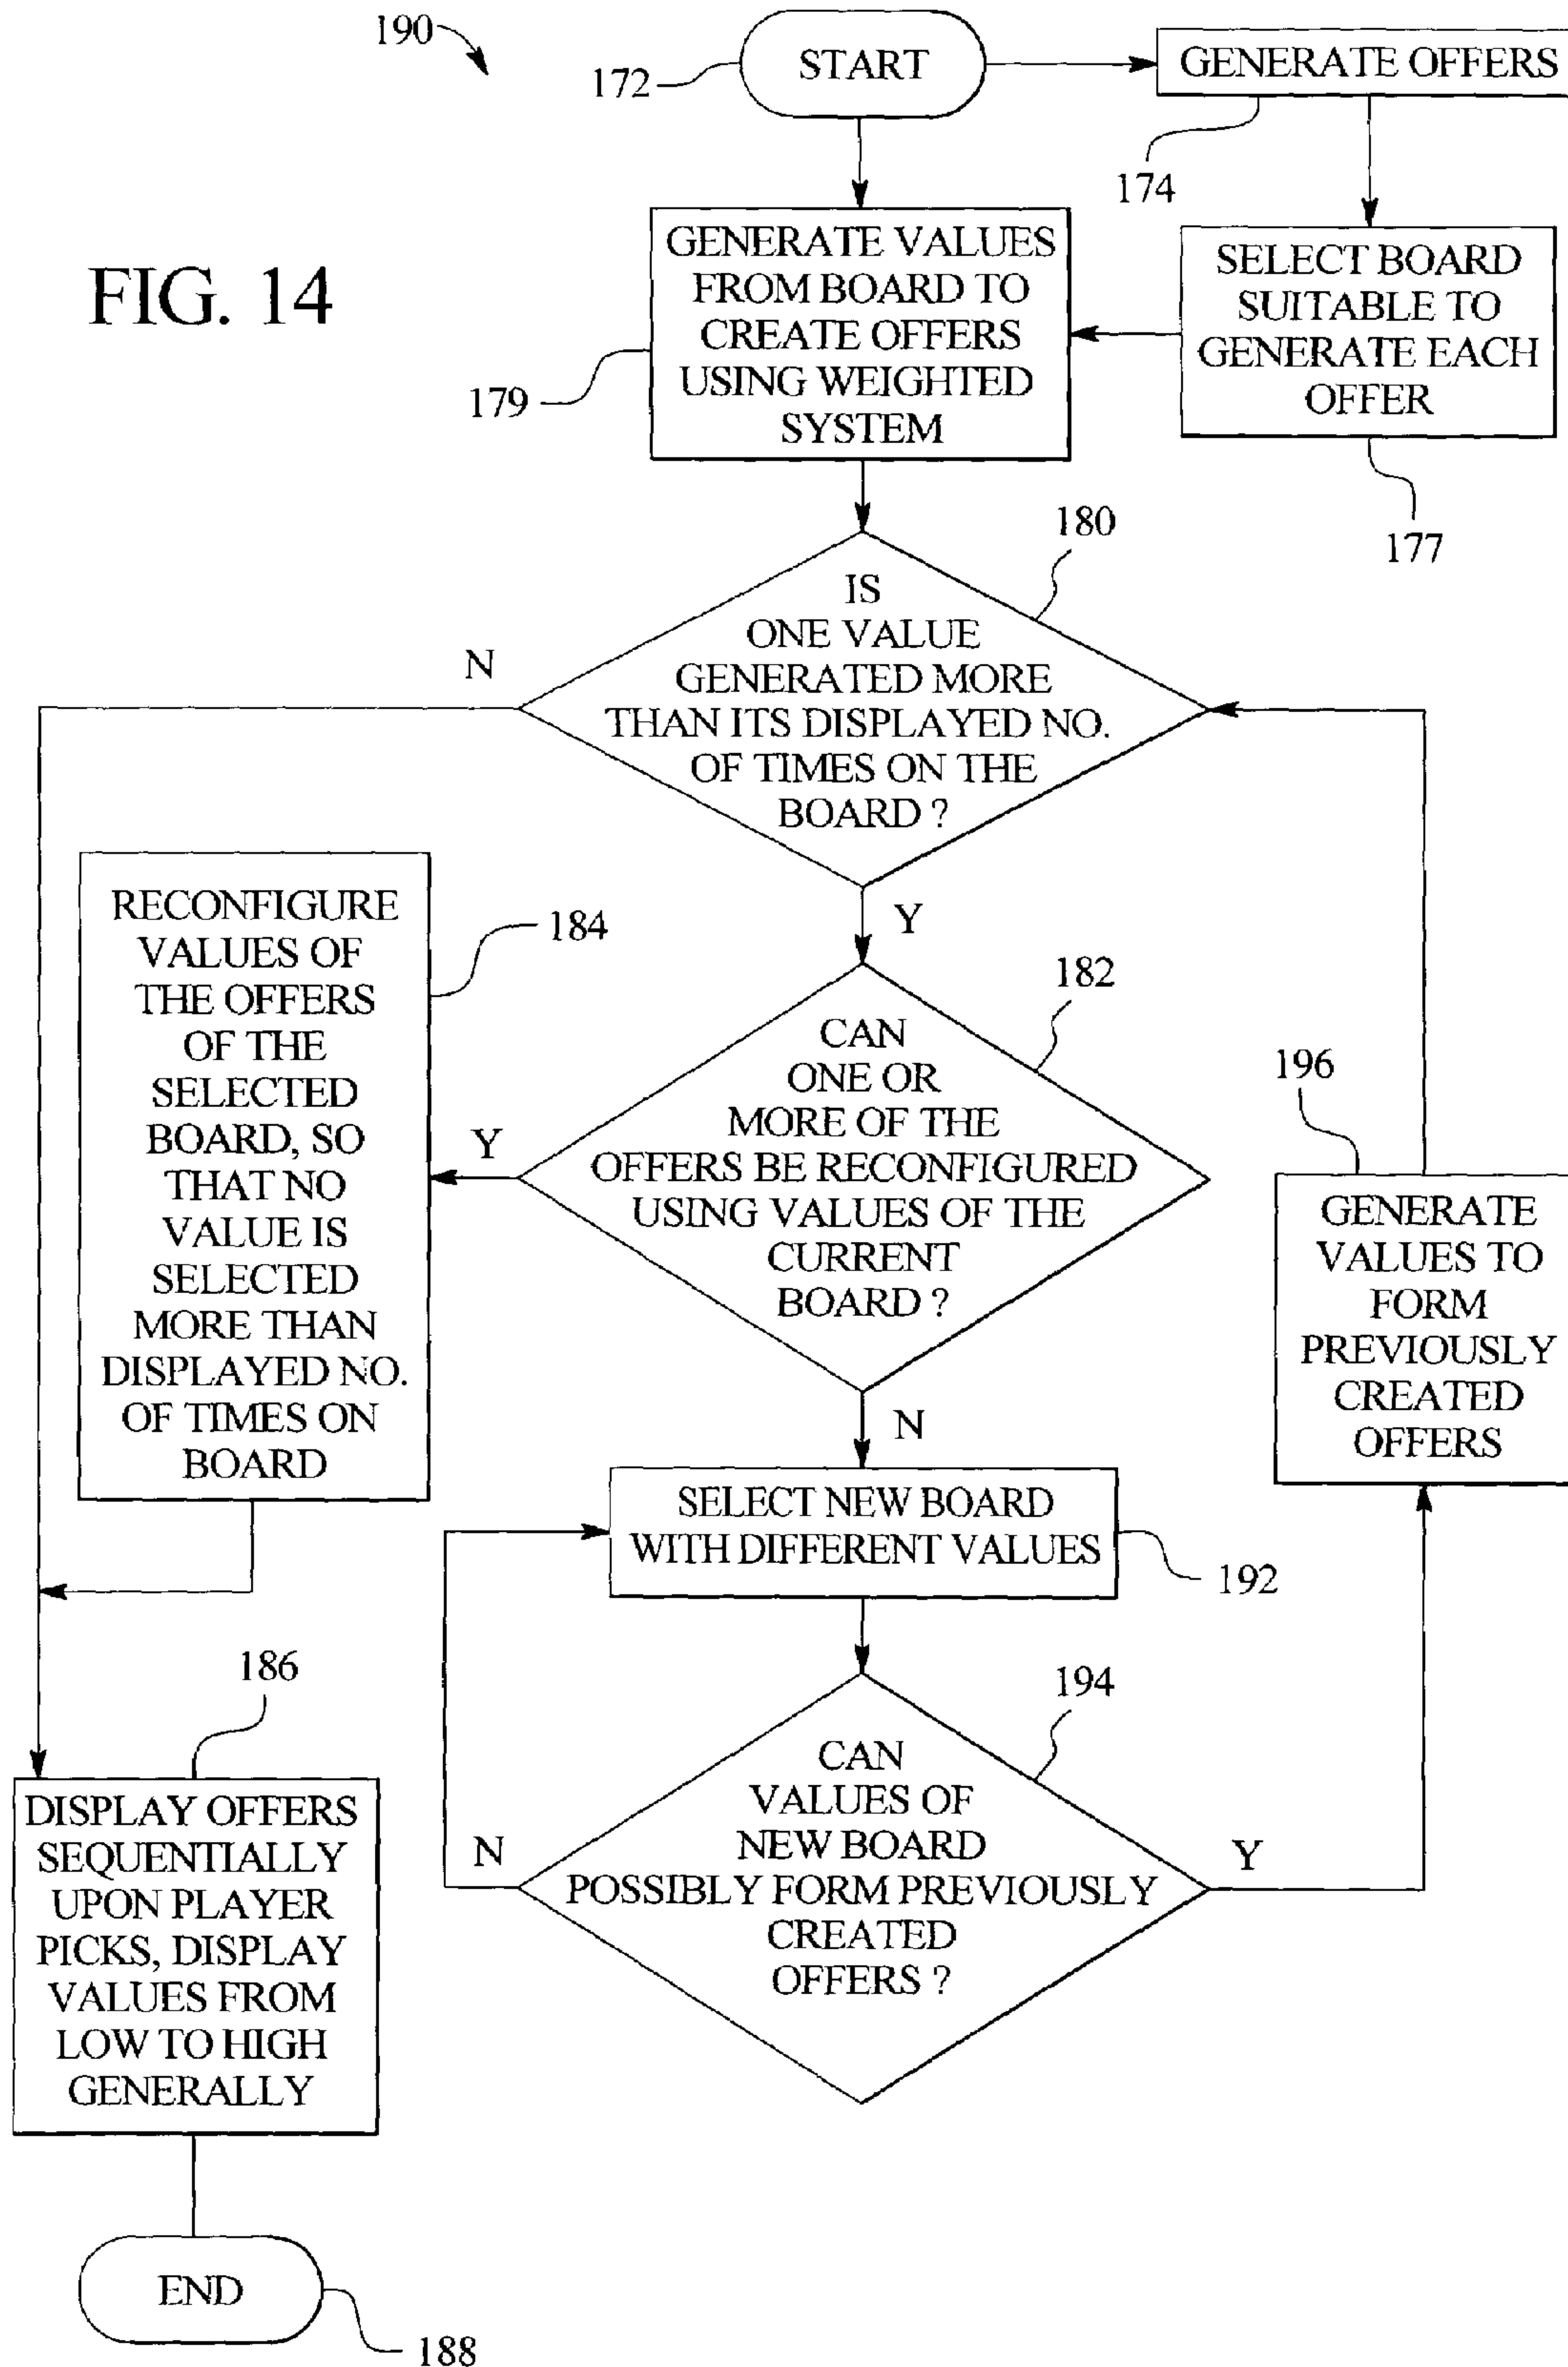 190
172
START
GENERATE OFFERS
174
FIG. 14
GENERATE VALUES
FROM BOARD TO
CREATE OFFERS
USING WEIGHTED
SYSTEM
179
SELECT BOARD
SUITABLE TO
GENERATE EACH
OFFER
177
180
IS
ONE VALUE
GENERATED MORE
THAN ITS DISPLAYED NO.
OF TIMES ON THE
BOARD ?
N
Y
RECONFIGURE
VALUES OF
THE OFFERS
OF THE
SELECTED
BOARD, SO
THAT NO
VALUE IS
SELECTED
MORE THAN
DISPLAYED NO.
OF TIMES ON
BOARD
184
182
CAN
ONE OR
MORE OF THE
OFFERS BE RECONFIGURED
USING VALUES OF THE
CURRENT
BOARD ?
Y
N
196
GENERATE
VALUES TO
FORM
PREVIOUSLY
CREATED
OFFERS
SELECT NEW BOARD
WITH DIFFERENT VALUES
192
194
CAN
VALUES OF
NEW BOARD
POSSIBLY FORM PREVIOUSLY
CREATED
OFFERS ?
N
Y
186
DISPLAY OFFERS
SEQUENTIALLY
UPON PLAYER
PICKS, DISPLAY
VALUES FROM
LOW TO HIGH
GENERALLY
END
188